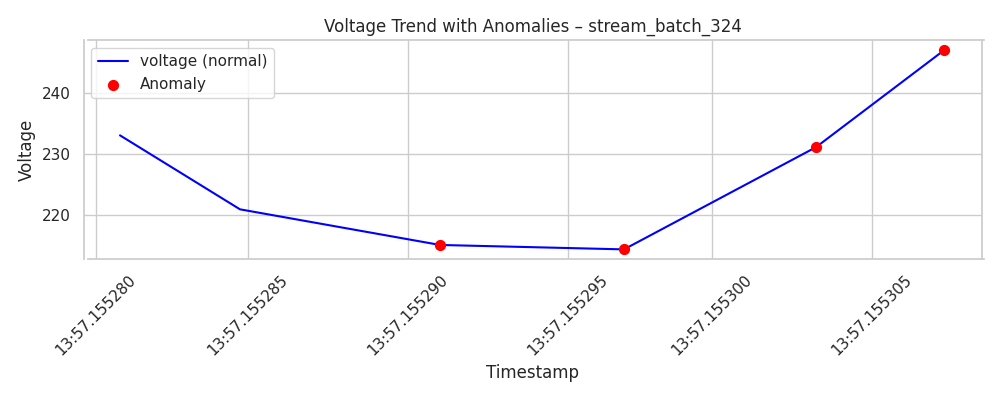 Voltage Trend with Anomalies – stream_batch_324
voltage (normal)
Anomaly
Voltage
240
230
220
13:57.155280
13:57.155285
13:57.155290
13:57.155295
13:57.155300
13:57.155305
Timestamp